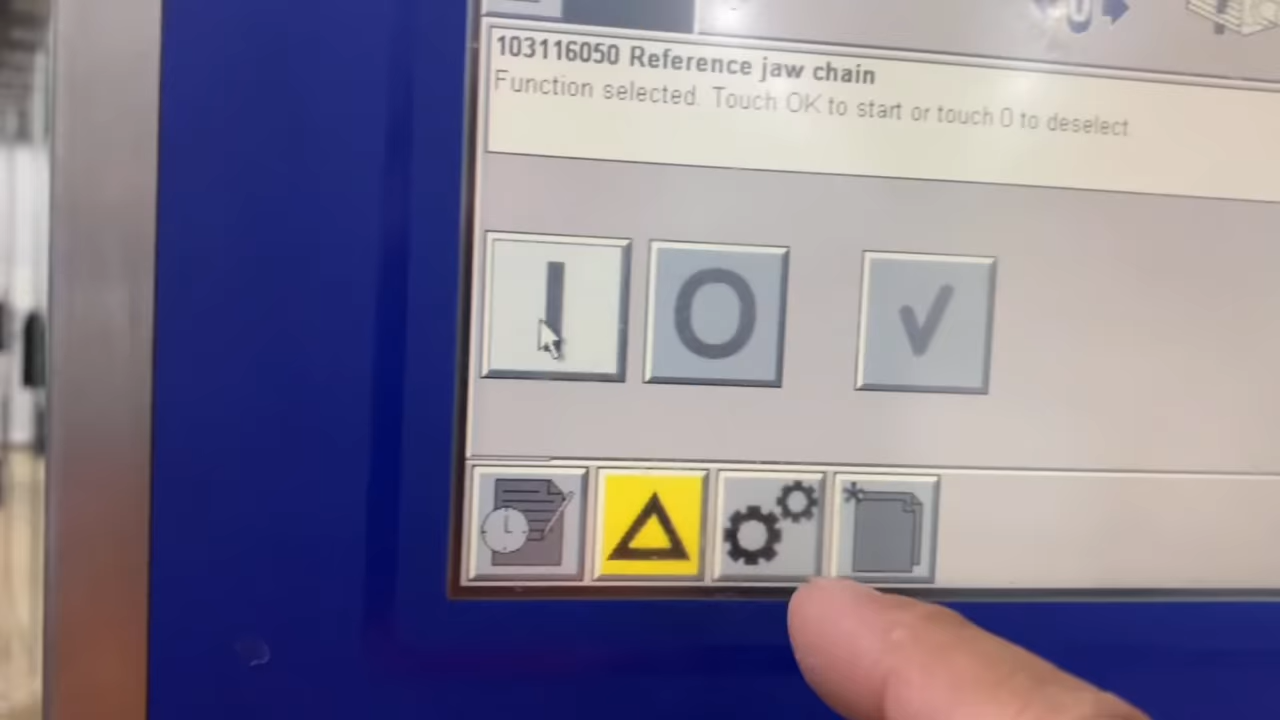 103116050 Reference jaw chain
Function selected. Touch OK to start or touch 0 to deselect